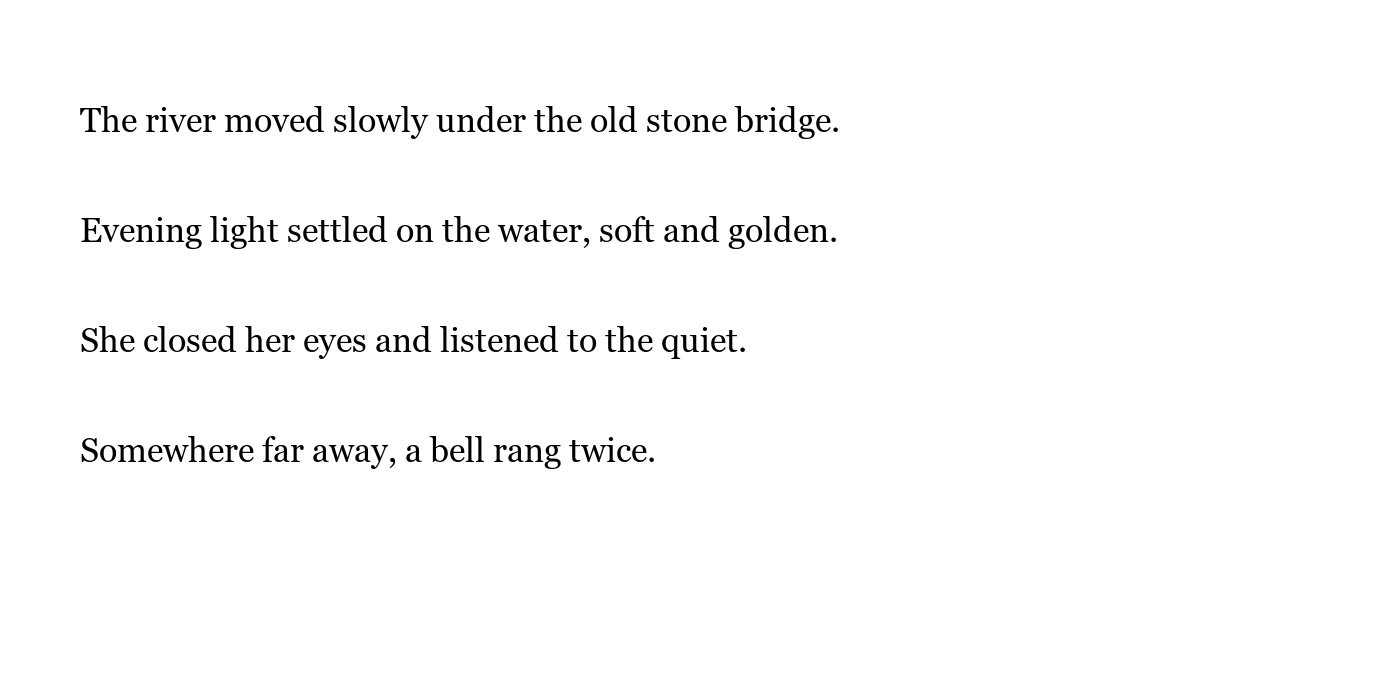 The river moved slowly under the old stone bridge.
Evening light settled on the water, soft and golden.
She closed her eyes and listened to the quiet.
Somewhere far away, a bell rang twice.